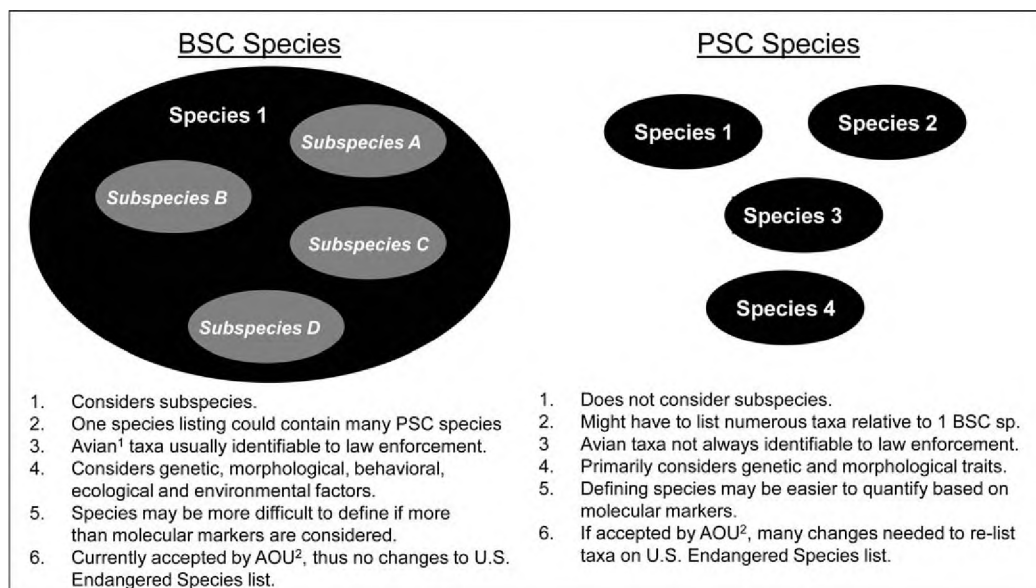 BSC Species
Species 1
Subspecies A
Subspecies B
Subspecies C
Subspecies D
1. Considers subspecies.
2. One species listing could contain many PSC species
3. Avian¹ taxa usually identifiable to law enforcement.
4. Considers genetic, morphological, behavioral,
ecological and environmental factors.
5. Species may be more difficult to define if more
than molecular markers are considered.
6. Currently accepted by AOU², thus no changes to U.S.
Endangered Species list.
PSC Species
Species 1
Species 2
Species 3
Species 4
1. Does not consider subspecies.
2. Might have to list numerous taxa relative to 1 BSC sp.
3 Avian taxa not always identifiable to law enforcement.
4. Primarily considers genetic and morphological traits.
5. Defining species may be easier to quantify based on
molecular markers.
6. If accepted by AOU², many changes needed to re-list
taxa on U.S. Endangered Species list.